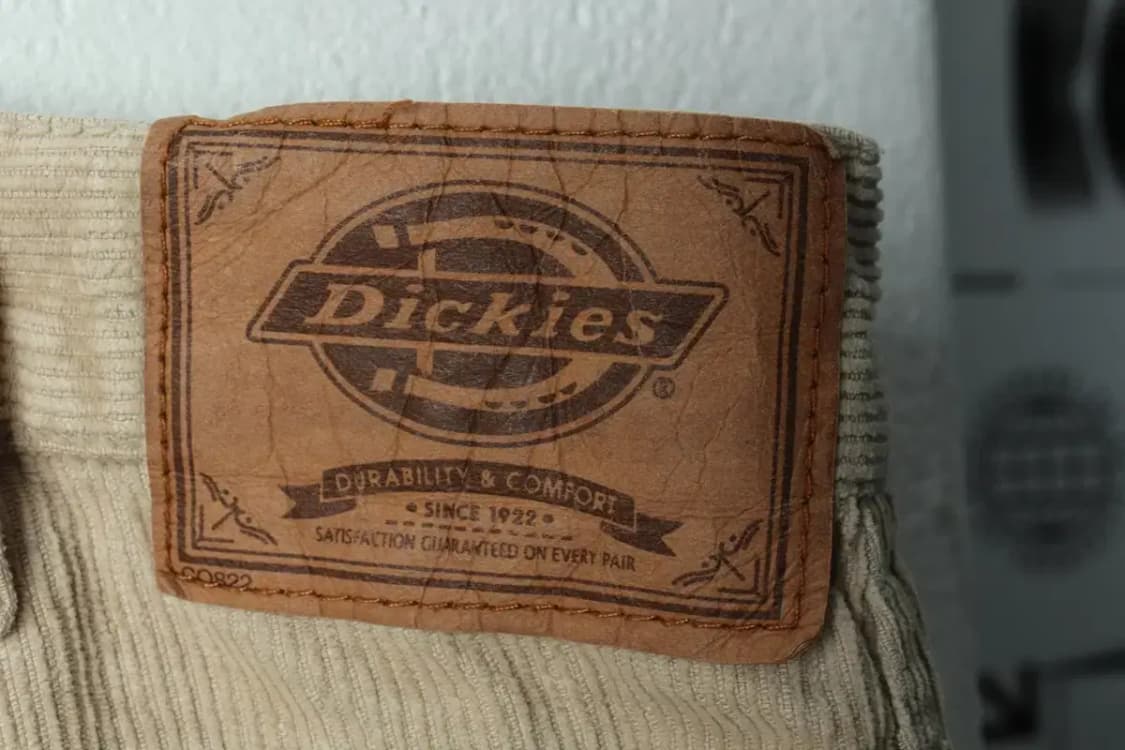 Dickies
®
DURABILITY & COMFORT
• SINCE 1922 •
SATISFACTION GUARANTEED ON EVERY PAIR